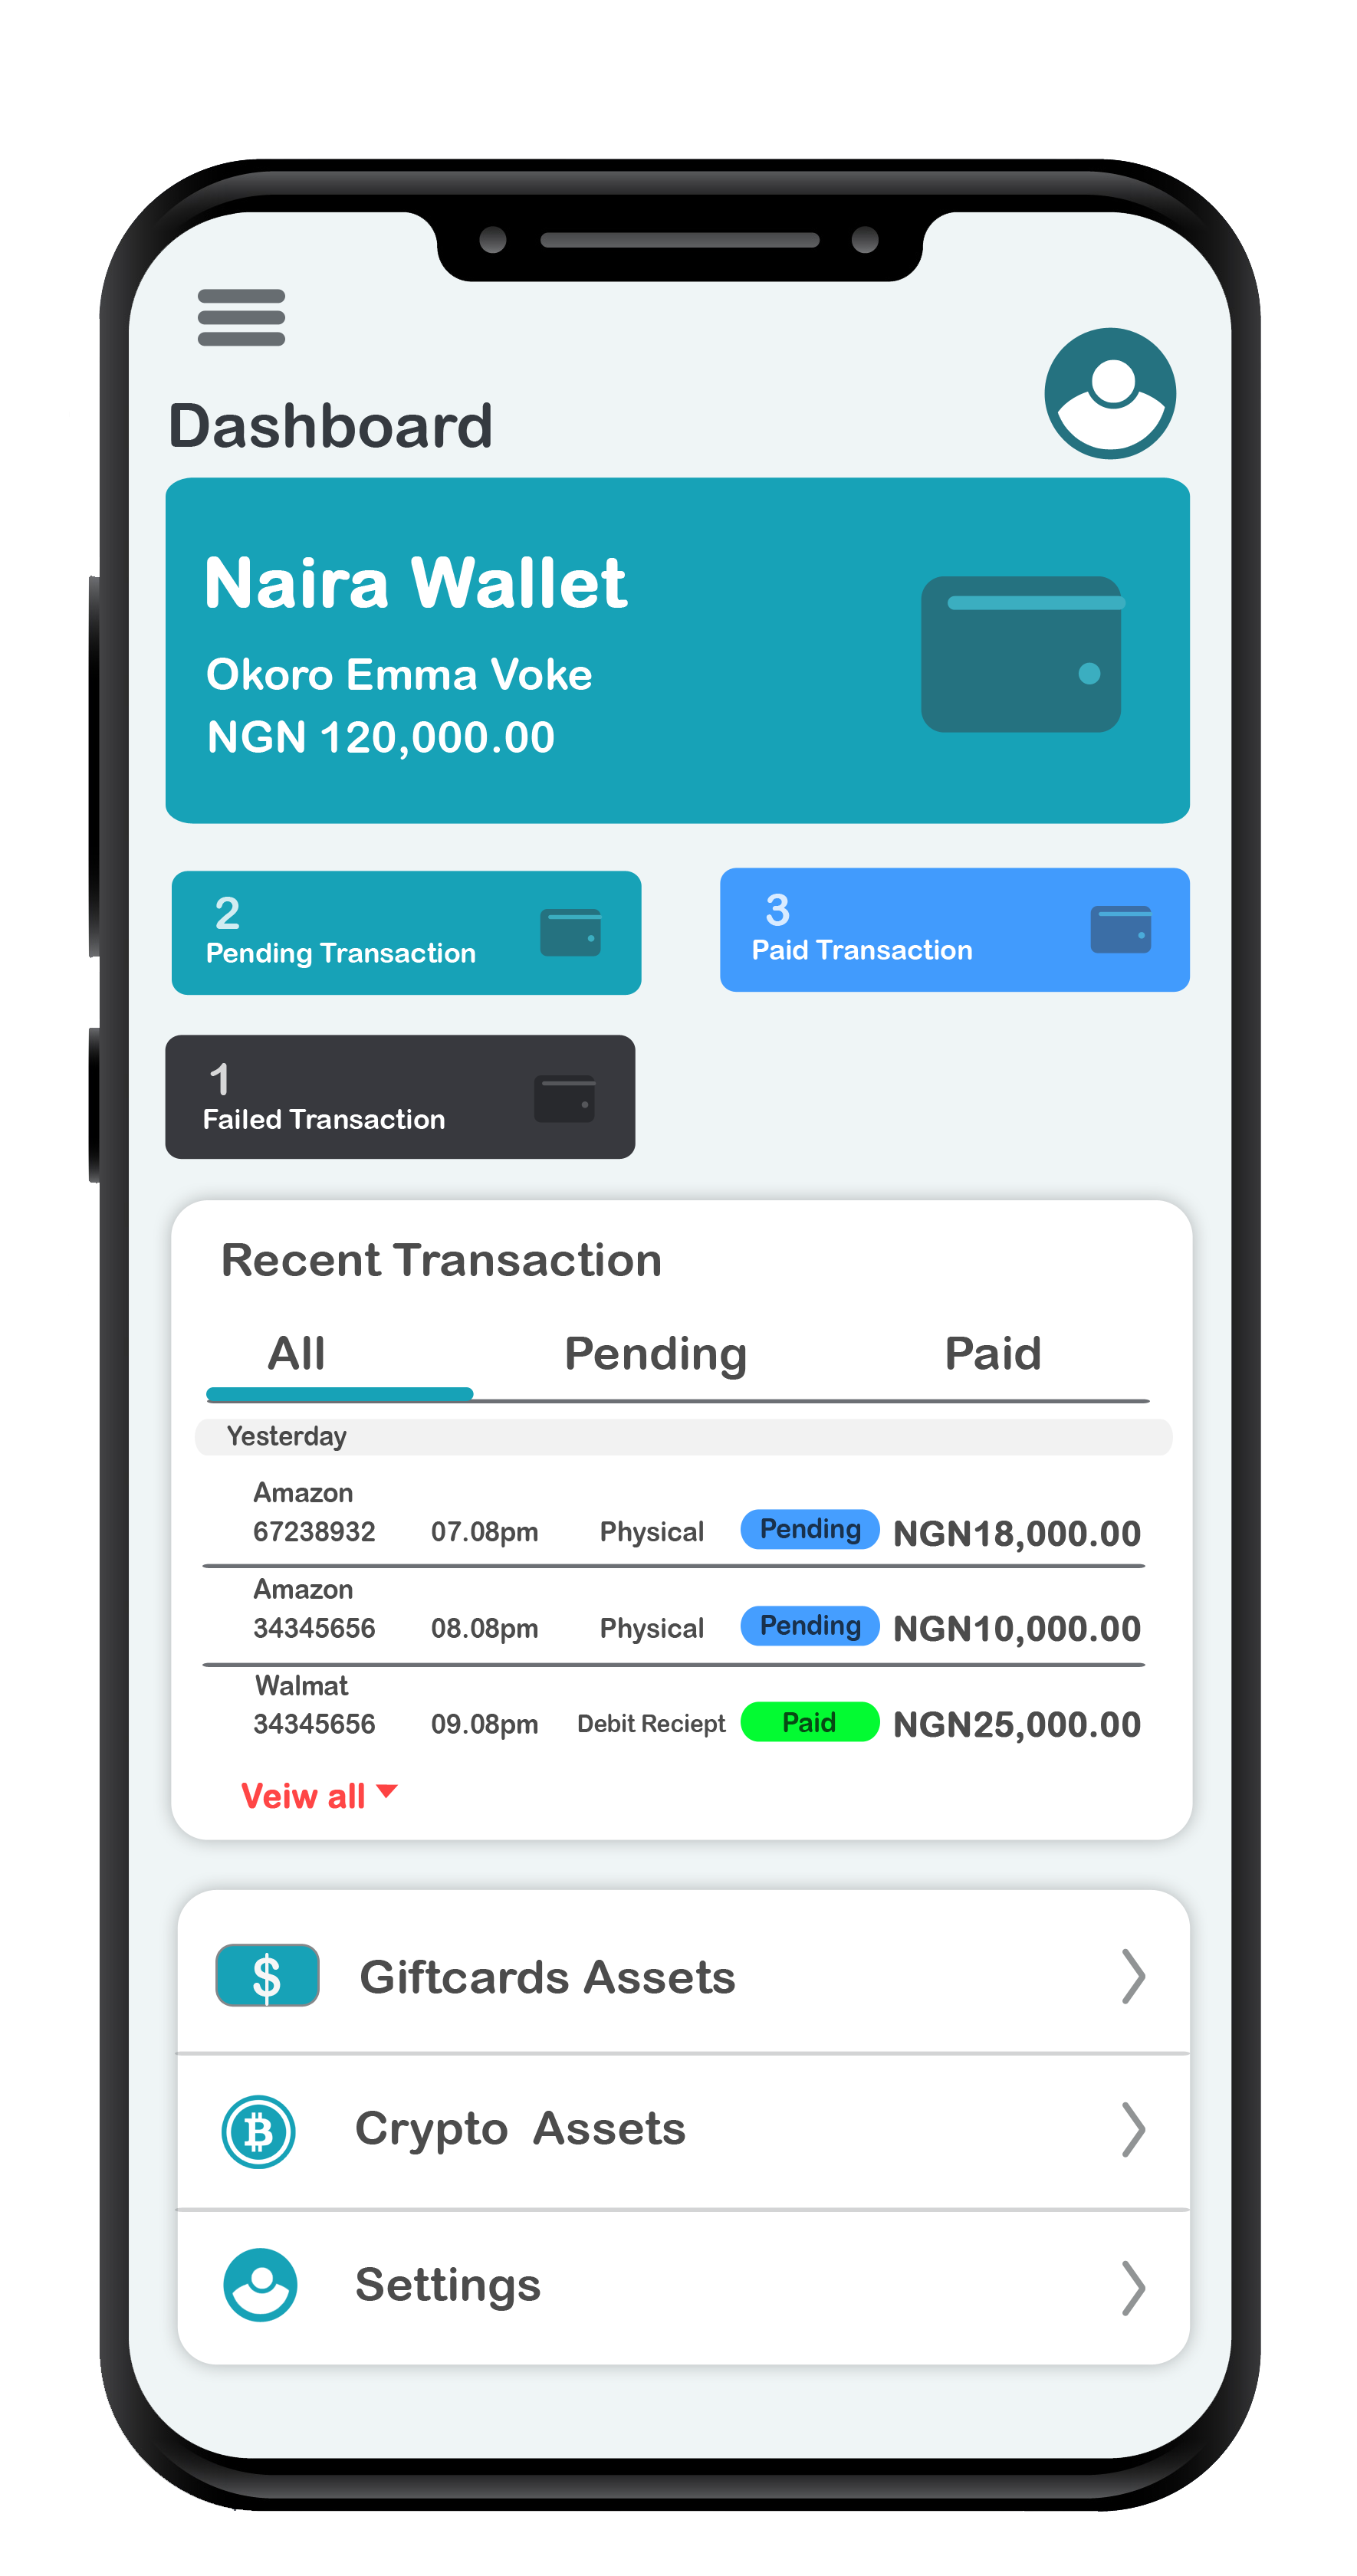 Dashboard
Naira Wallet
Okoro Emma Voke
NGN 120,000.00
2
Pending Transaction
3
Paid Transaction
1
Failed Transaction
Recent Transaction
All Pending Paid
Yesterday
Amazon
67238932 07.08pm Physical Pending NGN18,000.00
Amazon
34345656 08.08pm Physical Pending NGN10,000.00
Walmat
34345656 09.08pm Debit Reciept Paid NGN25,000.00
Veiw all
$ Giftcards Assets
Crypto Assets
Settings